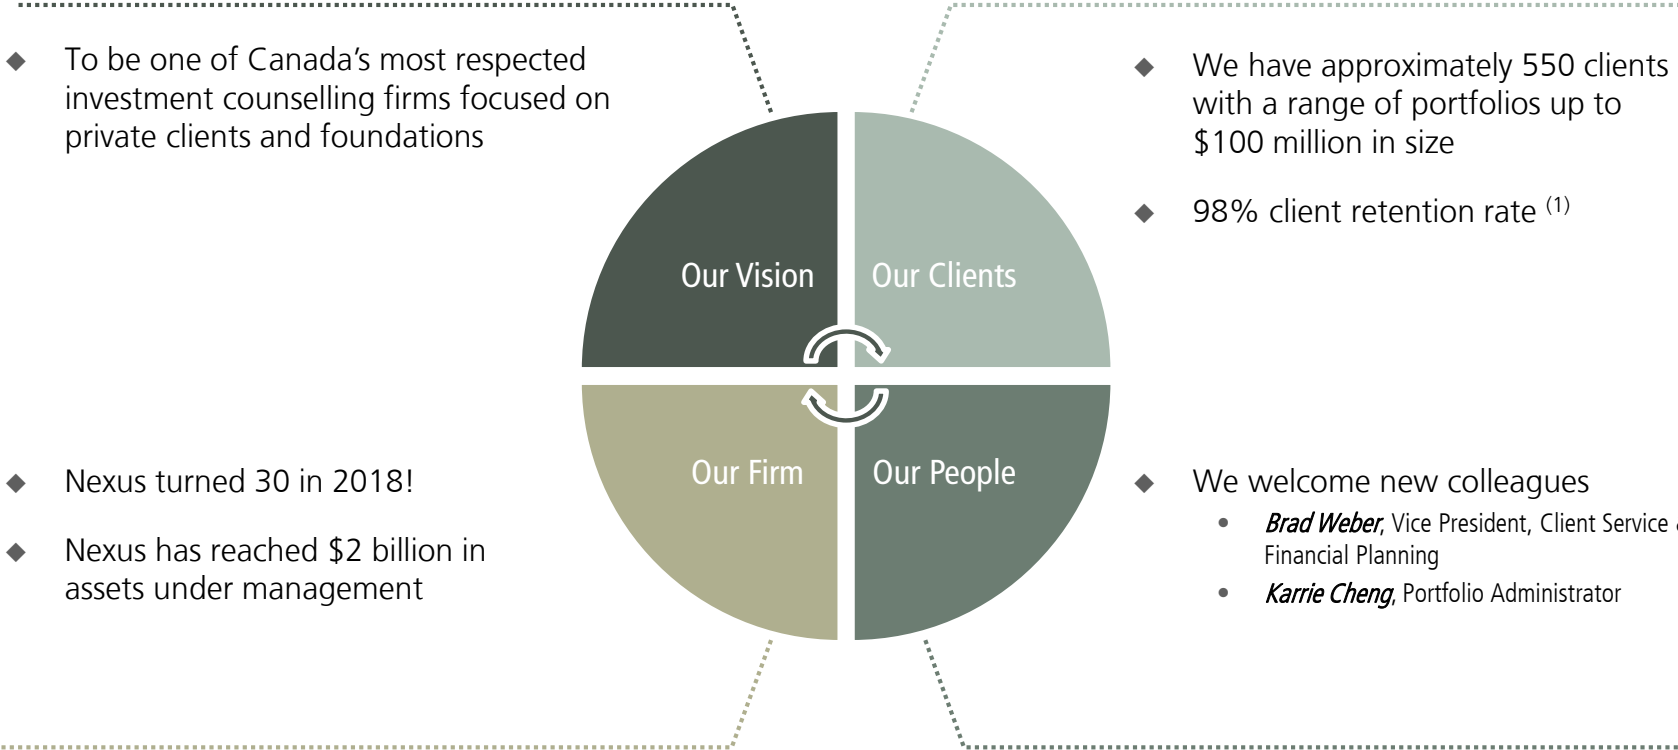 To be one of Canada’s most respected
investment counselling firms focused on
private clients and foundations
We have approximately 550 clients
with a range of portfolios up to
$100 million in size
98% client retention rate (1)
Our Vision
Our Clients
Our Firm
Our People
Nexus turned 30 in 2018!
Nexus has reached $2 billion in
assets under management
We welcome new colleagues
Brad Weber, Vice President, Client Service
Financial Planning
Karrie Cheng, Portfolio Administrator